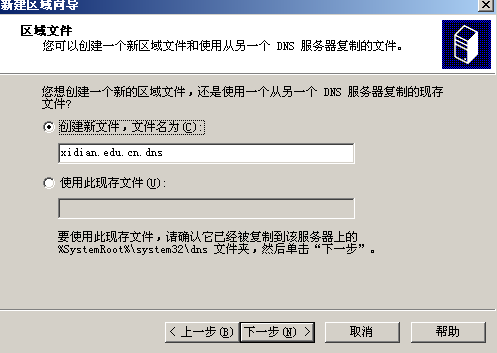 新建区域向导
区域文件
您可以创建一个新区域文件和使用从另一个 DNS 服务器复制的文件。
您想创建一个新的区域文件，还是使用一个从另一个 DNS 服务器复制的现存
文件?
创建新文件，文件名为(C):
xidian.edu.cn.dns
使用此现存文件(U):
要使用此现存文件，请确认它已经被复制到该服务器上的
%SystemRoot%\system32\dns 文件夹，然后单击“下一步”。
< 上一步(B) 下一步(N) > 取消 帮助